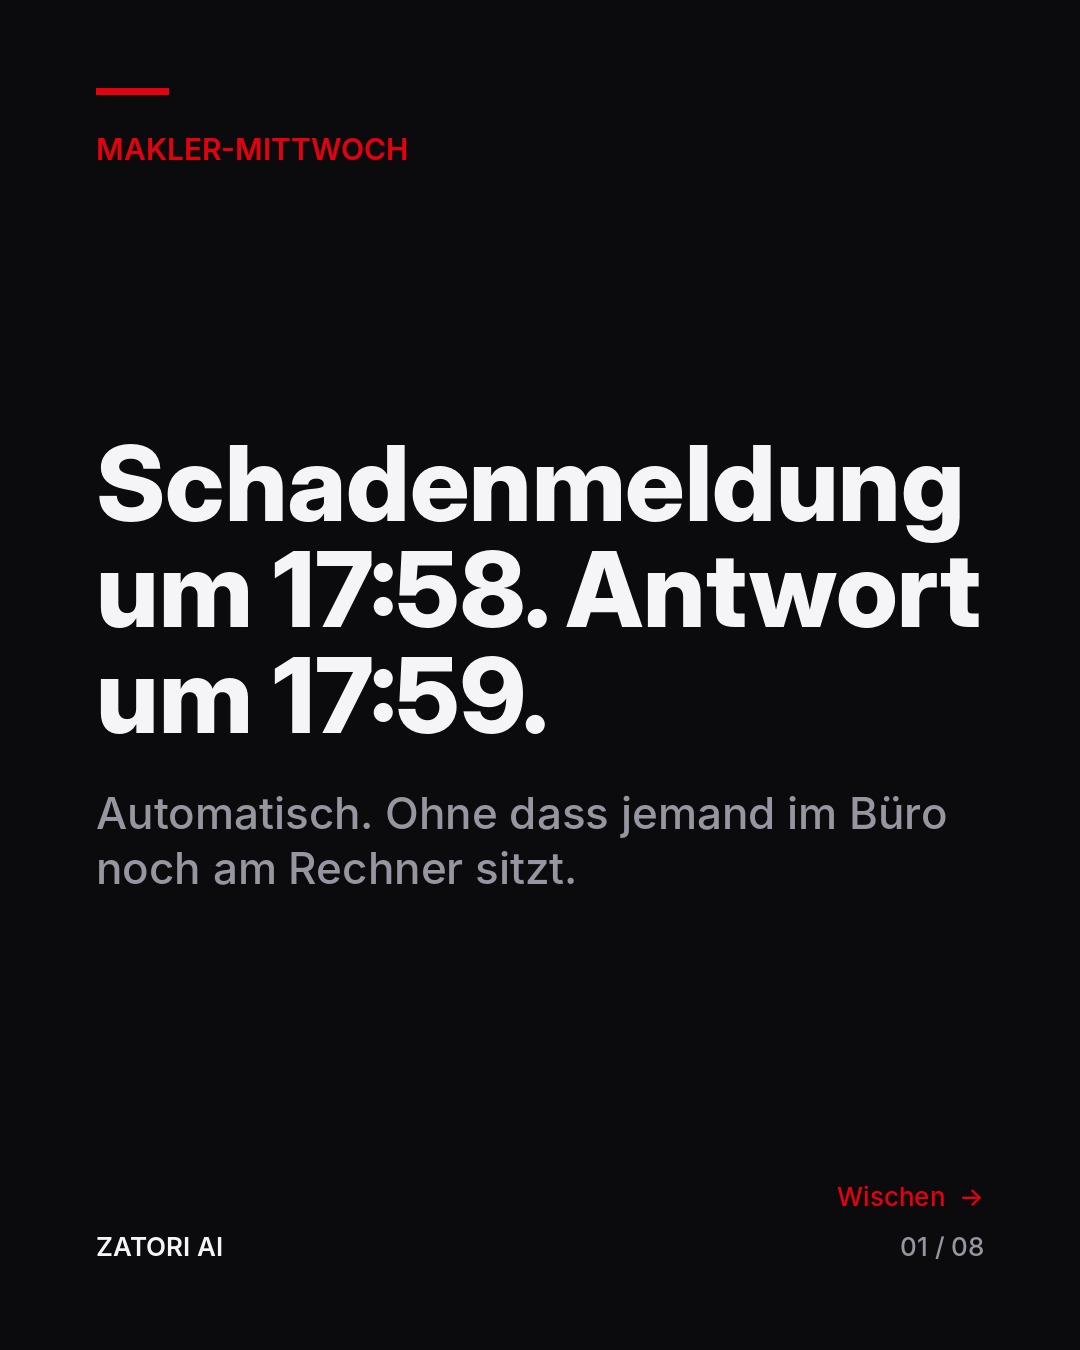 MAKLER-MITTWOCH
Schadenmeldung
um 17:58. Antwort
um 17:59.
Automatisch. Ohne dass jemand im Büro
noch am Rechner sitzt.
Wischen →
ZATORI AI
01 / 08